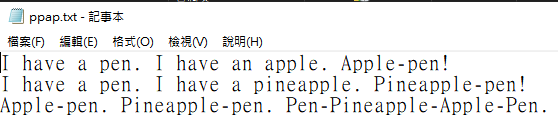 ppap.txt - 記事本
檔案(F) 編輯(E) 格式(O) 檢視(V) 說明(H)
I have a pen. I have an apple. Apple-pen!
I have a pen. I have a pineapple. Pineapple-pen!
Apple-pen. Pineapple-pen. Pen-Pineapple-Apple-Pen.